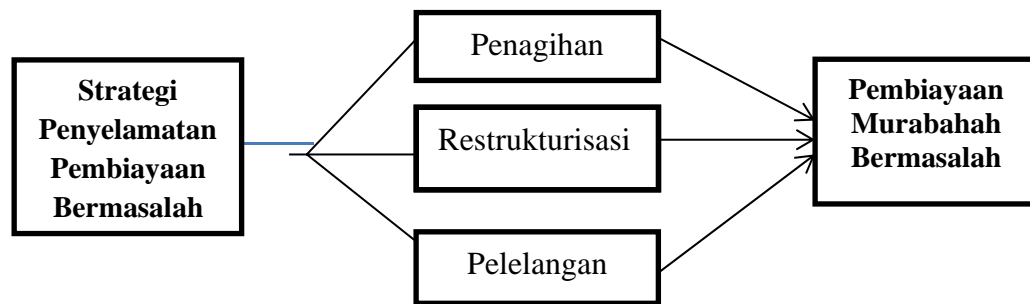 Strategi
Penyelamatan
Pembiayaan
Bermasalah
Penagihan
Restrukturisasi
Pelelangan
Pembiayaan
Murabahah
Bermasalah